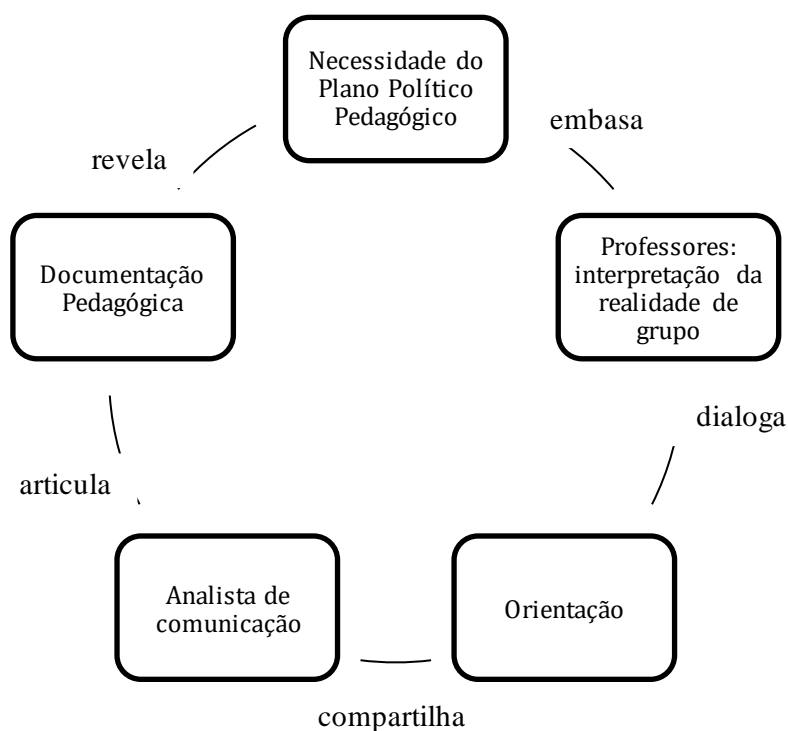 Necessidade do
Plano Político
Pedagógico
embasa
Professores:
interpretação da
realidade de
grupo
dialoga
Orientação
compartilha
Analista de
comunicação
articula
Documentação
Pedagógica
revela